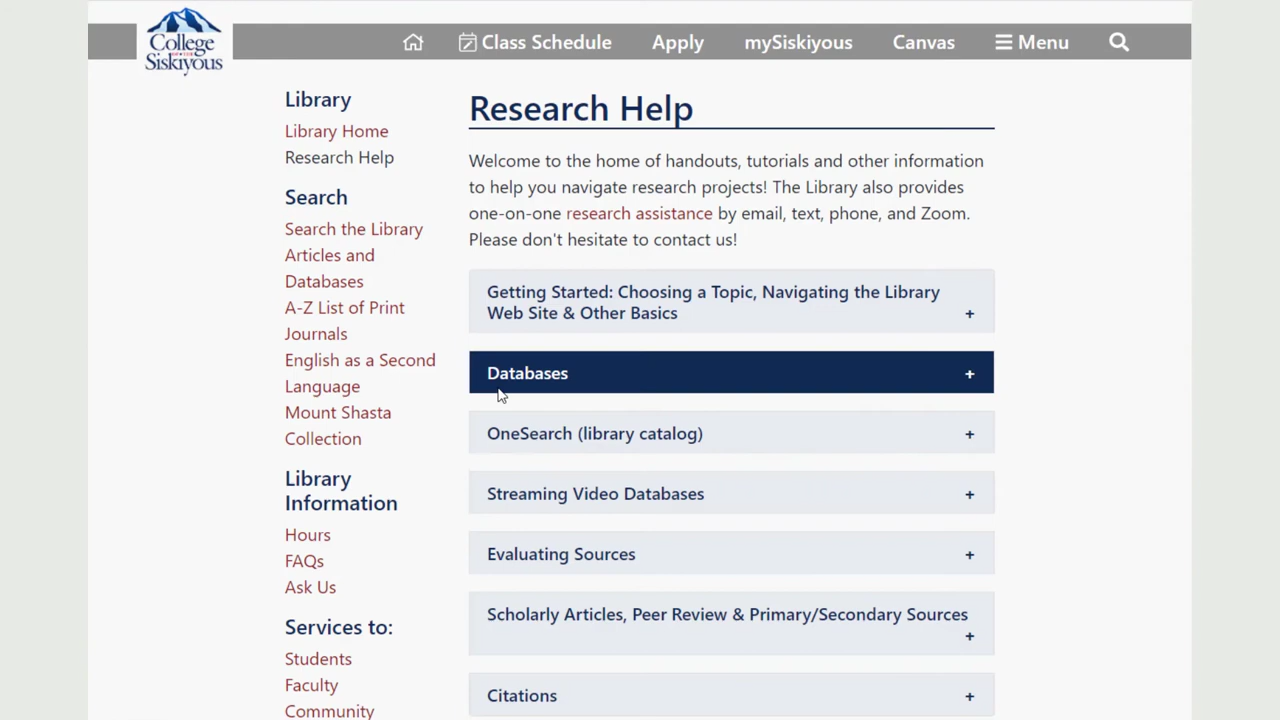 College
OF THE
Siskiyous
Class Schedule
Apply
mySiskiyous
Canvas
Menu
Library
Library Home
Research Help
Search
Search the Library
Articles and
Databases
A-Z List of Print
Journals
English as a Second
Language
Mount Shasta
Collection
Library
Information
Hours
FAQs
Ask Us
Services to:
Students
Faculty
Community
Research Help
Welcome to the home of handouts, tutorials and other information
to help you navigate research projects! The Library also provides
one-on-one research assistance by email, text, phone, and Zoom.
Please don't hesitate to contact us!
Getting Started: Choosing a Topic, Navigating the Library
Web Site & Other Basics +
Databases +
OneSearch (library catalog) +
Streaming Video Databases +
Evaluating Sources +
Scholarly Articles, Peer Review & Primary/Secondary Sources
+
Citations +